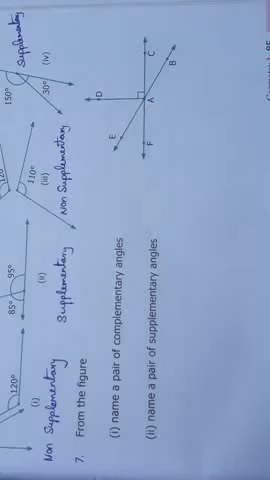 120°
(i)
Non Supplementary
85° 95°
(ii)
Supplementary
120
110°
(iii)
Non Supplementary
150°
30°
(iv)
Supplementary
7. From the figure
(i) name a pair of complementary angles
(ii) name a pair of supplementary angles
E
D
F
A
C
B